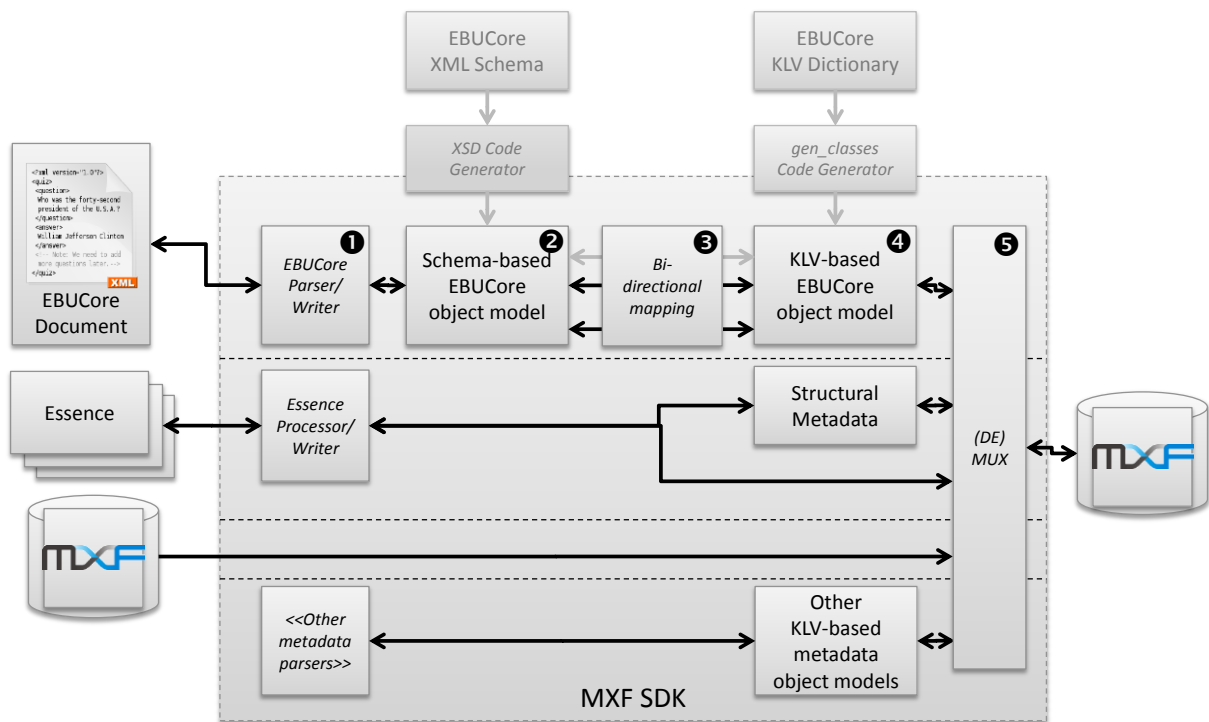 EBUCore
XML Schema
EBUCore
KLV Dictionary
XSD Code
Generator
gen_classes
Code Generator
<?xml version="1.0"?>
<quiz>
<question>
Who was the forty-second
president of the U.S.A.?
</question>
<answer>
William Jefferson Clinton
</answer>
<!-- Note: We need to add
more questions later.-->
</quiz>
XML
EBUCore
Document
1
EBUCore
Parser/
Writer
2
Schema-based
EBUCore
object model
3
Bi-
directional
mapping
4
KLV-based
EBUCore
object model
5
(DE)
MUX
Essence
Essence
Processor/
Writer
Structural
Metadata
MXF
MXF
<<Other
metadata
parsers>>
Other
KLV-based
metadata
object models
MXF SDK